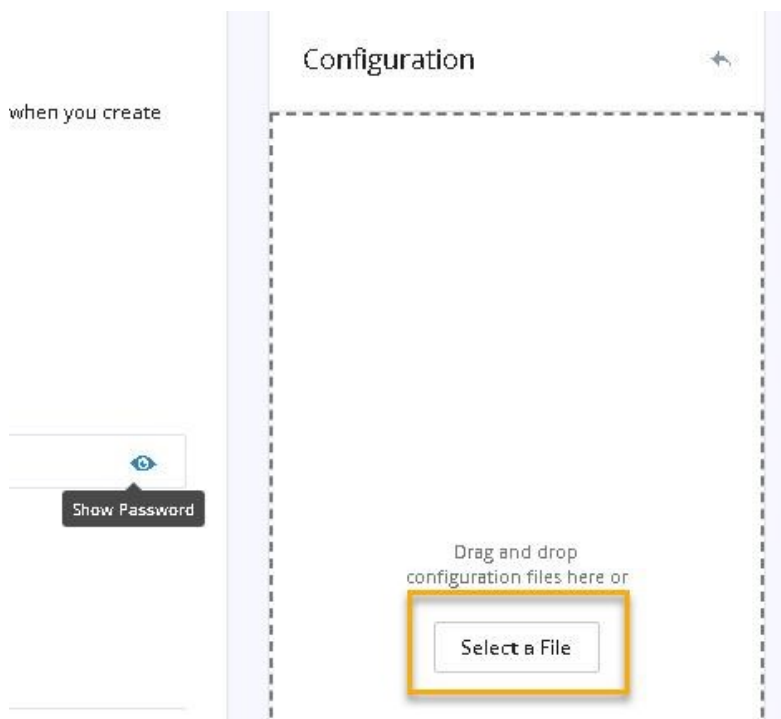 Configuration
when you create
Show Password
Drag and drop
configuration files here or
Select a File